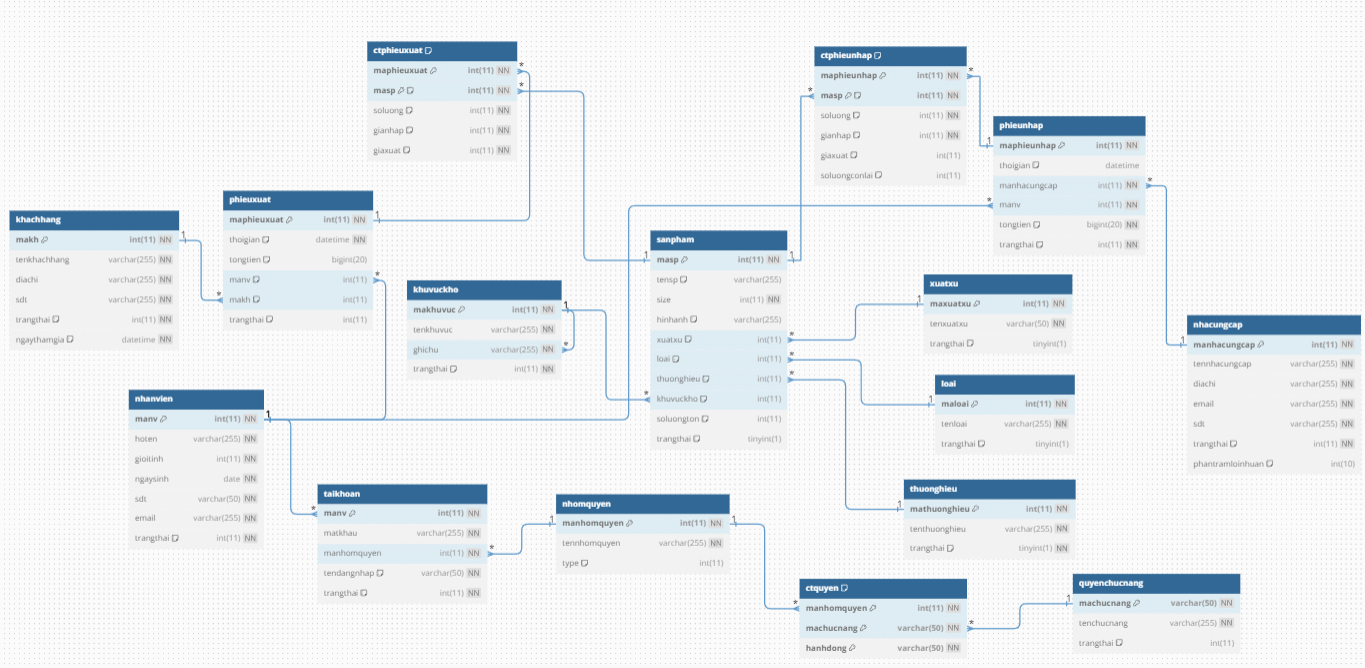 ctphieuxuat
maphieuxuat int(11) NN
masp int(11) NN
soluong int(11) NN
gianhap int(11) NN
giaxuat int(11) NN
ctphieunhap
maphieunhap int(11) NN
masp int(11) NN
soluong int(11) NN
gianhap int(11) NN
giaxuat int(11)
soluongconlai int(11)
phieunhap
maphieunhap int(11) NN
thoigian datetime
manhacungcap int(11) NN
manv int(11) NN
tongtien bigint(20) NN
trangthai int(11) NN
phieuxuat
maphieuxuat int(11) NN
thoigian datetime NN
tongtien bigint(20)
manv int(11)
makh int(11)
trangthai int(11)
khachhang
makh int(11) NN
tenkhachhang varchar(255) NN
diachi varchar(255) NN
sdt varchar(255) NN
trangthai int(11) NN
ngaythamgia datetime NN
khuvuckho
makhuvuc int(11) NN
tenkhuvuc varchar(255) NN
ghichu varchar(255) NN
trangthai int(11) NN
sanpham
masp int(11) NN
tensp varchar(255)
size int(11) NN
hinhanh varchar(255)
xuatxu int(11)
loai int(11)
thuonghieu int(11)
khuvuckho int(11)
soluongton int(11)
trangthai tinyint(1)
xuatxu
maxuatxu int(11) NN
tenxuatxu varchar(50) NN
trangthai tinyint(1)
nhacungcap
manhacungcap int(11) NN
tennhacungcap varchar(255) NN
diachi varchar(255) NN
email varchar(255) NN
sdt varchar(255) NN
trangthai int(11) NN
phantramloinhuan int(10)
loai
maloai int(11) NN
tenloai varchar(255) NN
trangthai tinyint(1)
nhanvien
manv int(11) NN
hoten varchar(255) NN
gioitinh int(11) NN
ngaysinh date NN
sdt varchar(50) NN
email varchar(255) NN
trangthai int(11) NN
taikhoan
manv int(11) NN
matkhau varchar(255) NN
manhomquyen int(11) NN
tendangnhap varchar(50) NN
trangthai int(11) NN
nhomquyen
manhomquyen int(11) NN
tennhomquyen varchar(255) NN
type int(11)
thuonghieu
mathuonghieu int(11) NN
tenthuonghieu varchar(255) NN
trangthai tinyint(1) NN
ctquyen
manhomquyen int(11) NN
machucnang varchar(50) NN
hanhdong varchar(50) NN
quyenchucnang
machucnang varchar(50) NN
tenchucnang varchar(255) NN
trangthai int(11)